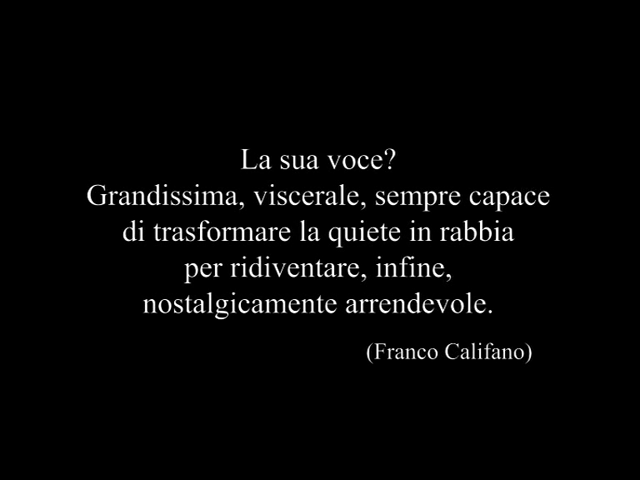 La sua voce?
Grandissima, viscerale, sempre capace
di trasformare la quiete in rabbia
per ridiventare, infine,
nostalgicamente arrendevole.
(Franco Califano)